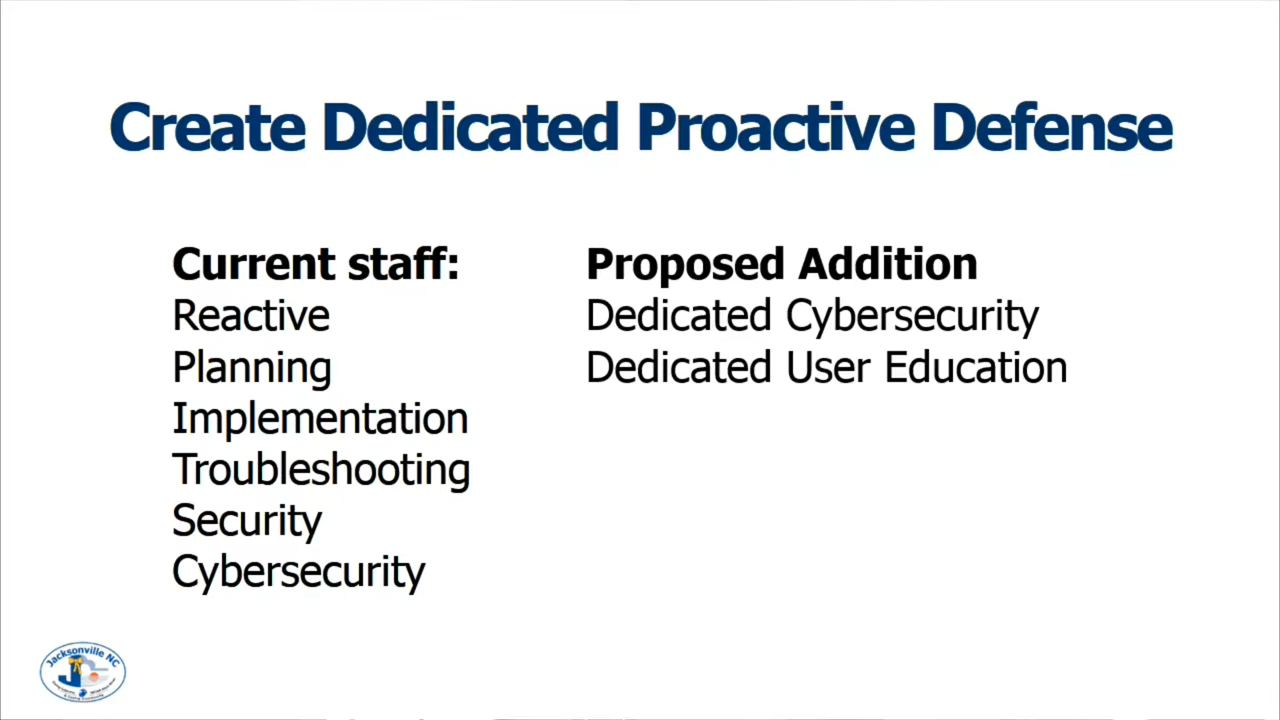 Create Dedicated Proactive Defense
Current staff:
Reactive
Planning
Implementation
Troubleshooting
Security
Cybersecurity
Proposed Addition
Dedicated Cybersecurity
Dedicated User Education
Jacksonville NC